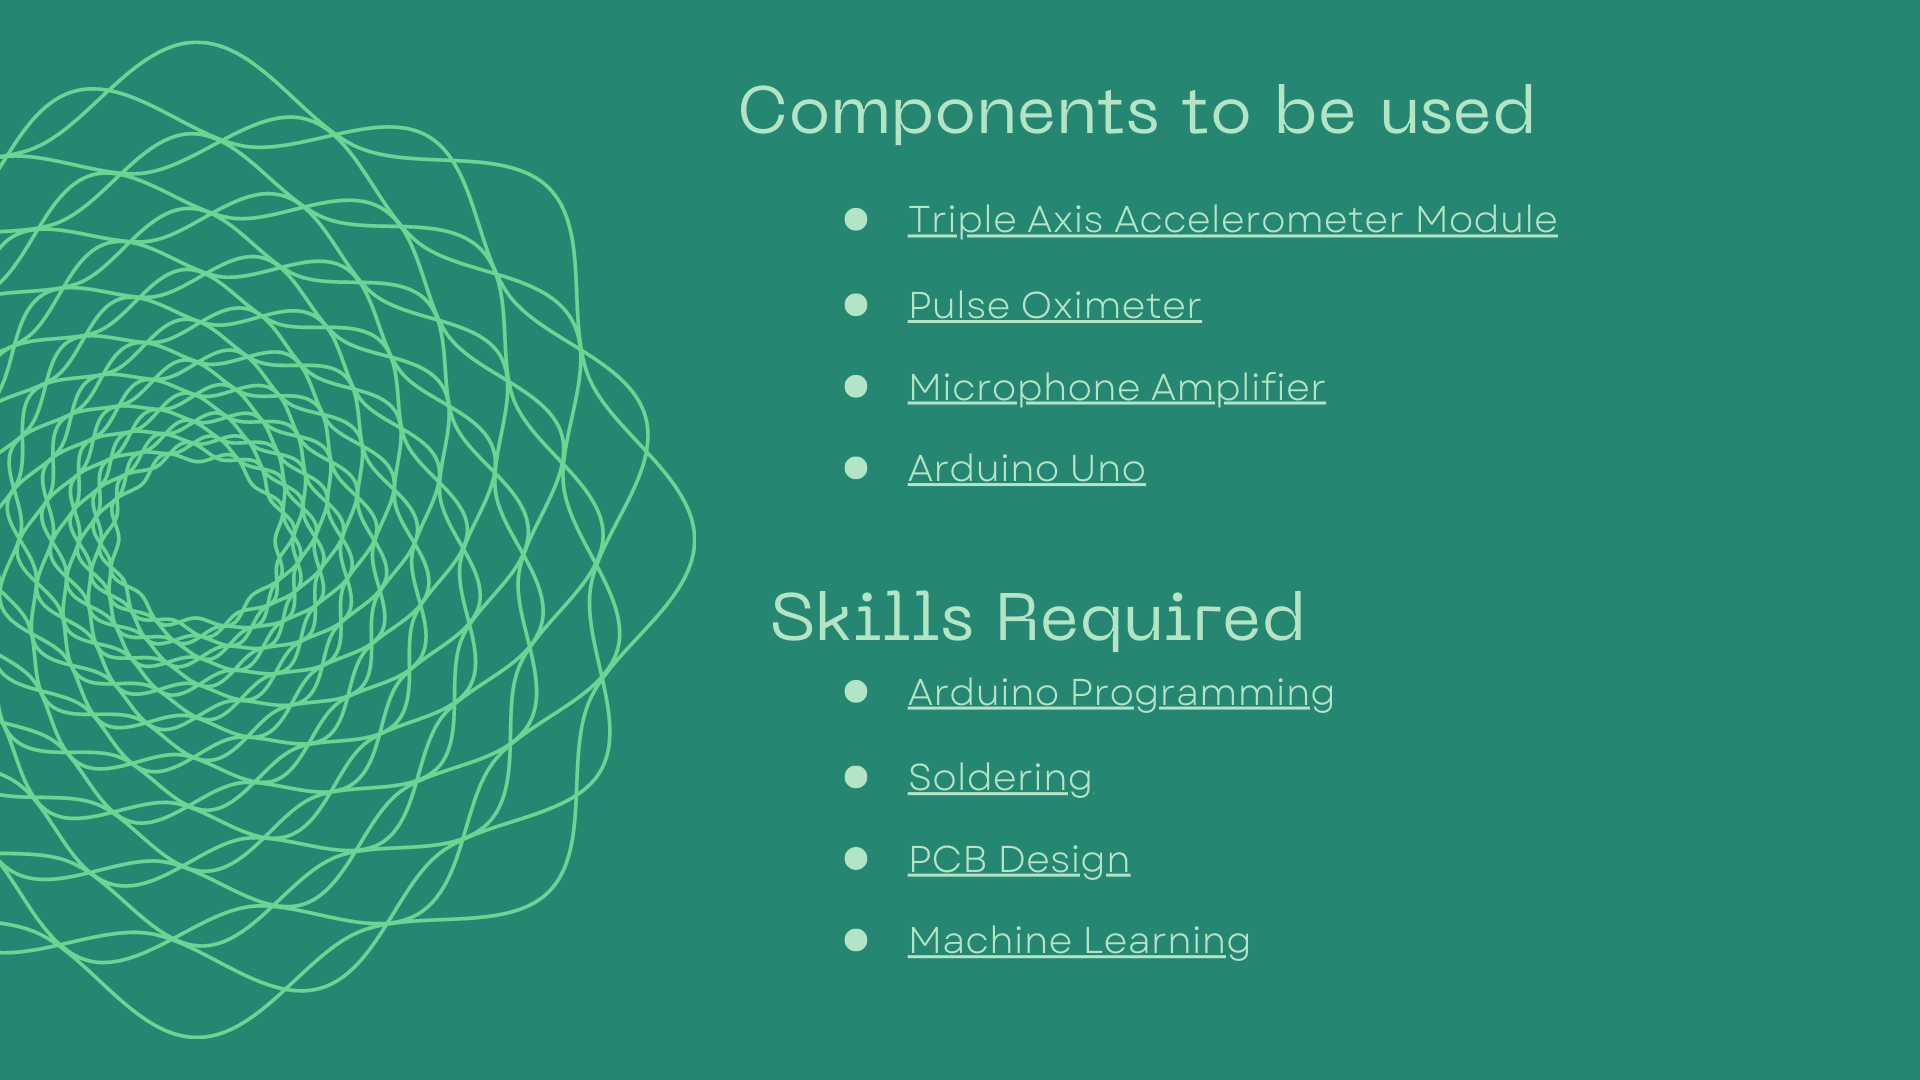 Components to be used
Triple Axis Accelerometer Module
Pulse Oximeter
Microphone Amplifier
Arduino Uno
Skills Required
Arduino Programming
Soldering
PCB Design
Machine Learning